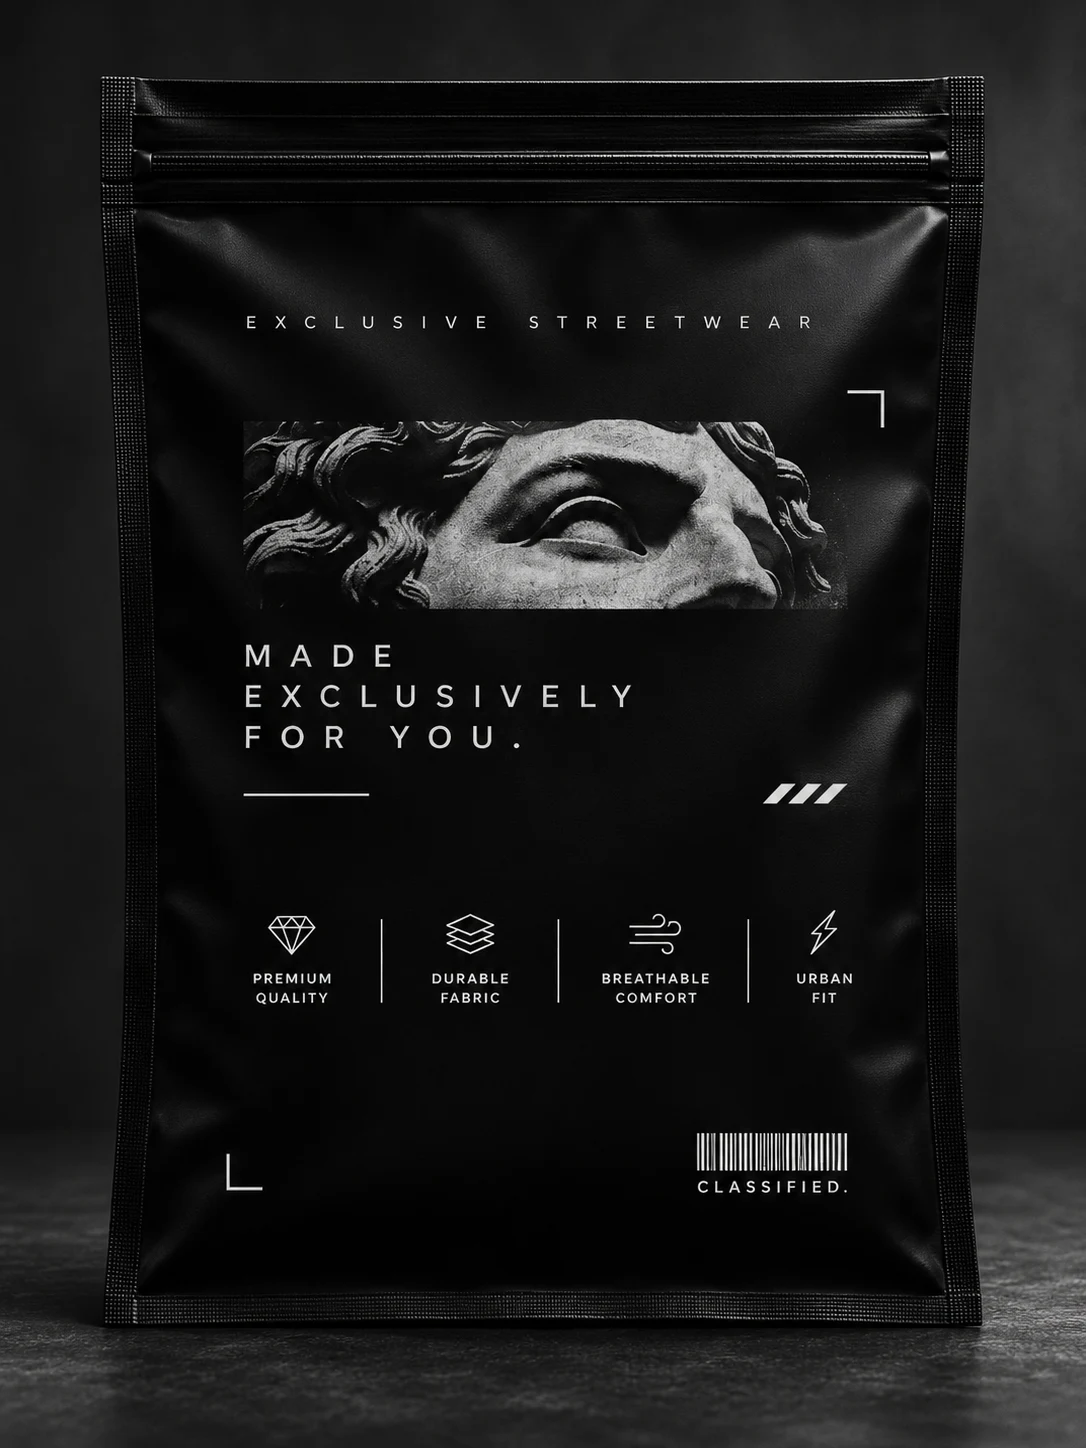 EXCLUSIVE STREETWEAR
MADE
EXCLUSIVELY
FOR YOU.
PREMIUM
QUALITY
DURABLE
FABRIC
BREATHABLE
COMFORT
URBAN
FIT
CLASSIFIED.